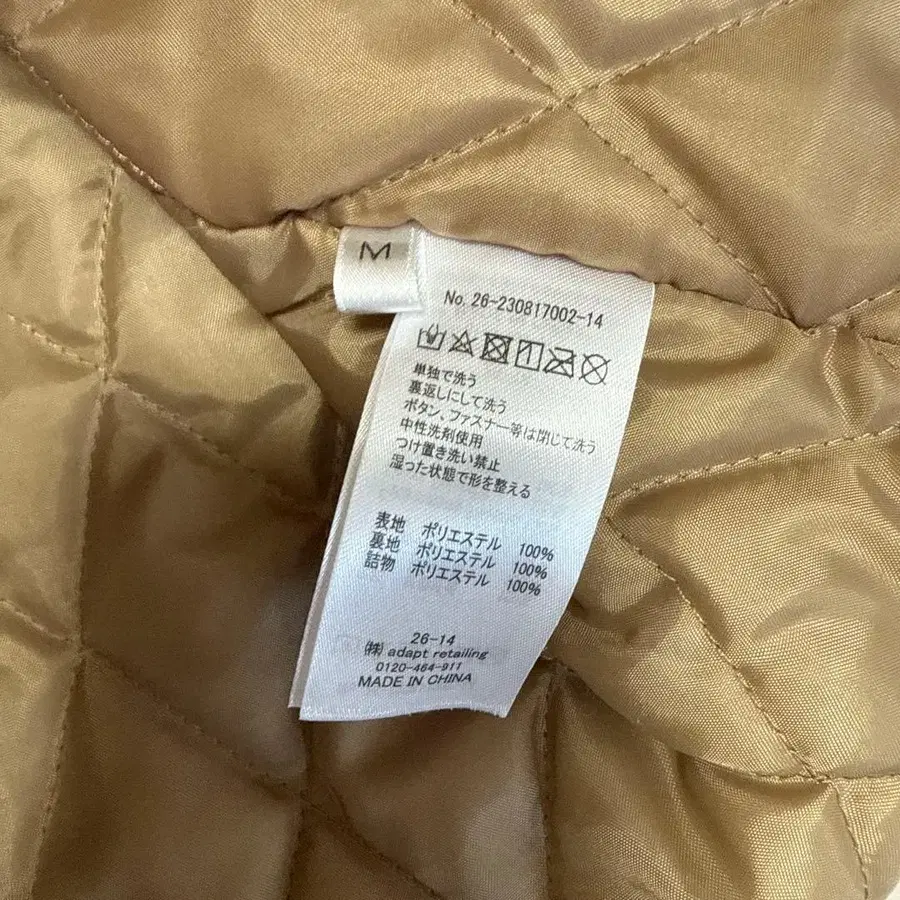 M
No. 26-230817002-14
単独で洗う
裏返しにして洗う
ボタン、ファスナー等は閉じて洗う
中性洗剤使用
つけ置き洗い禁止
湿った状態で形を整える
表地 ポリエステル 100%
裏地 ポリエステル 100%
詰物 ポリエステル 100%
26-14
㈱ adapt retailing
0120-464-911
MADE IN CHINA